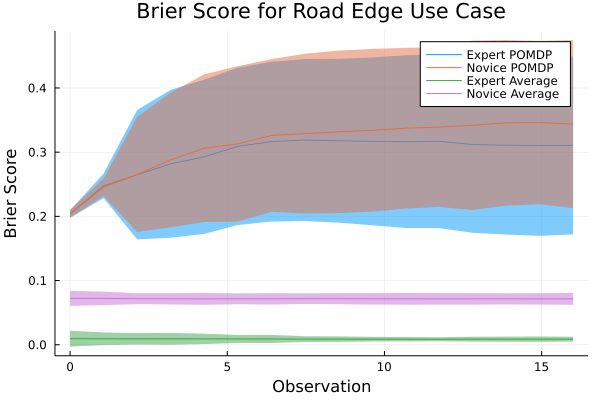 Brier Score for Road Edge Use Case
Expert POMDP
Novice POMDP
Expert Average
Novice Average
Brier Score
0.4
0.3
0.2
0.1
0.0
0
5
10
15
Observation